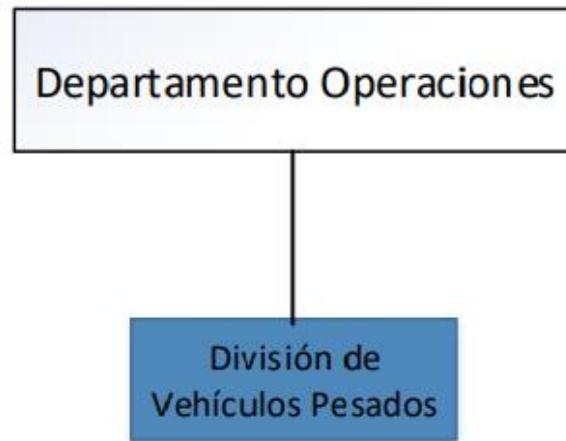 Departamento Operaciones
División de
Vehículos Pesados